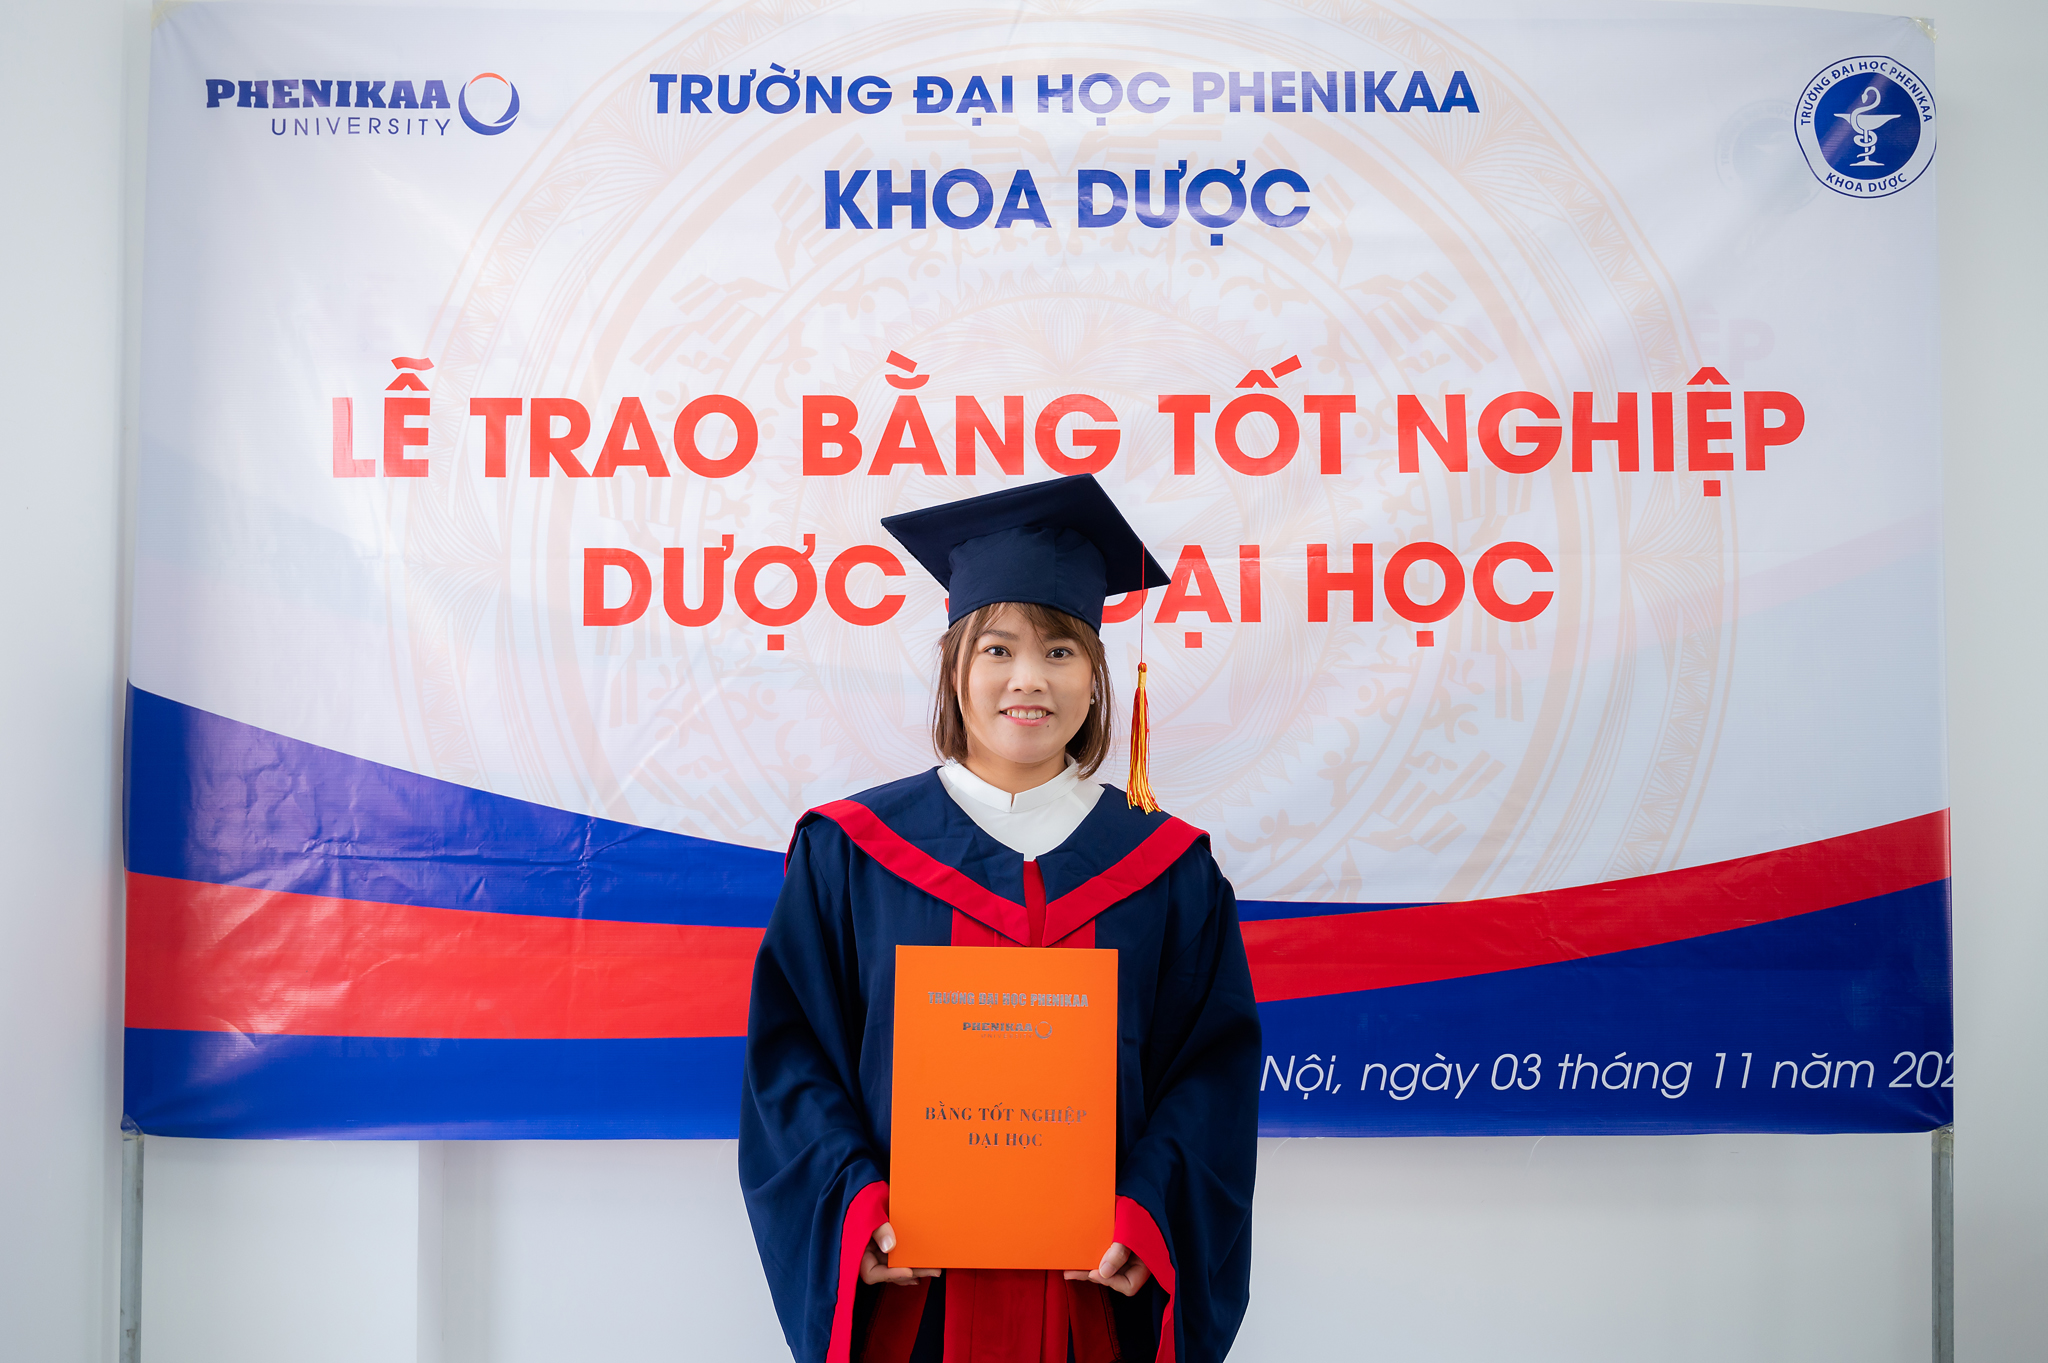 PHENIKAA
UNIVERSITY
TRƯỜNG ĐẠI HỌC PHENIKAA
KHOA DƯỢC
TRƯỜNG ĐẠI HỌC PHENIKAA
KHOA DƯỢC
LỄ TRAO BẰNG TỐT NGHIỆP
DƯỢC ĐẠI HỌC
TRƯỜNG ĐẠI HỌC PHENIKAA
PHENIKAA
UNIVERSITY
BẰNG TỐT NGHIỆP
ĐẠI HỌC
Nội, ngày 03 tháng 11 năm 202